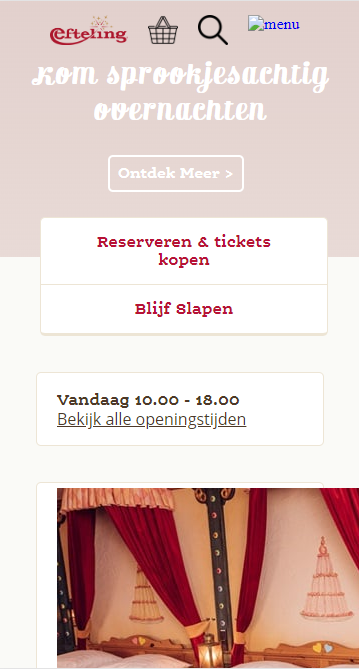 Efteling
menu
Kom sprookjesachtig
overnachten
Ontdek Meer >
Reserveren & tickets
kopen
Blijf Slapen
Vandaag 10.00 - 18.00
Bekijk alle openingstijden